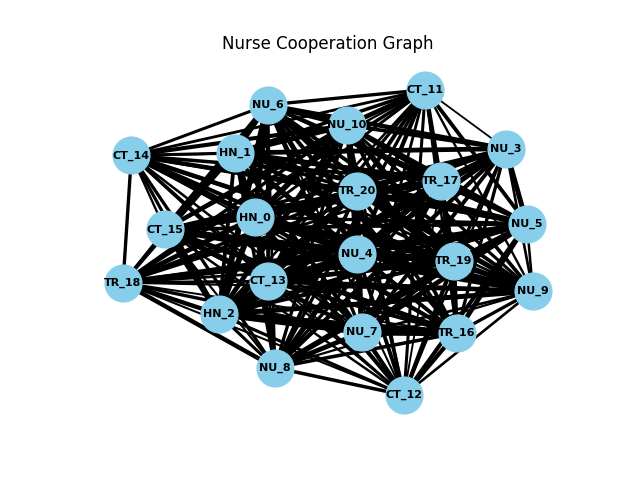 Nurse Cooperation Graph
CT_11
NU_6
NU_10
NU_3
HN_1
CT_14
TR_17
TR_20
HN_0
NU_5
CT_15
NU_4
TR_19
CT_13
TR_18
NU_9
HN_2
NU_7
TR_16
NU_8
CT_12